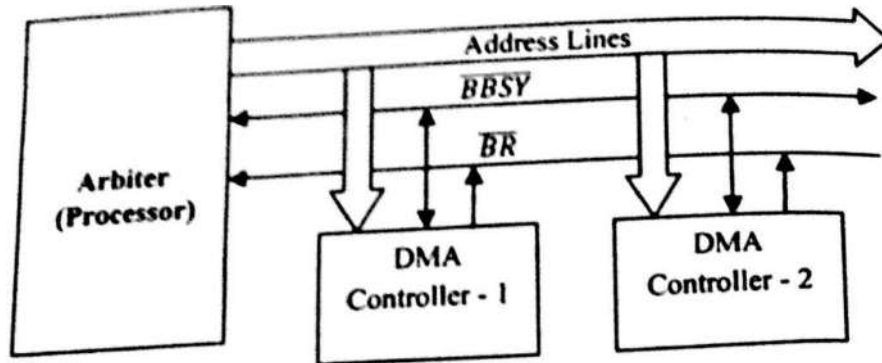 Address Lines
BBSY
BR
Arbiter
(Processor)
DMA
Controller - 1
DMA
Controller - 2